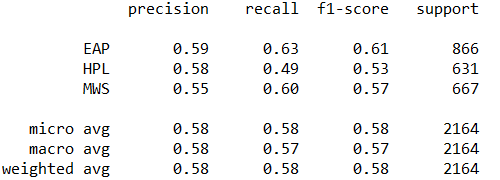 precision recall f1-score support
EAP 0.59 0.63 0.61 866
HPL 0.58 0.49 0.53 631
MWS 0.55 0.60 0.57 667
micro avg 0.58 0.58 0.58 2164
macro avg 0.58 0.57 0.57 2164
weighted avg 0.58 0.58 0.58 2164